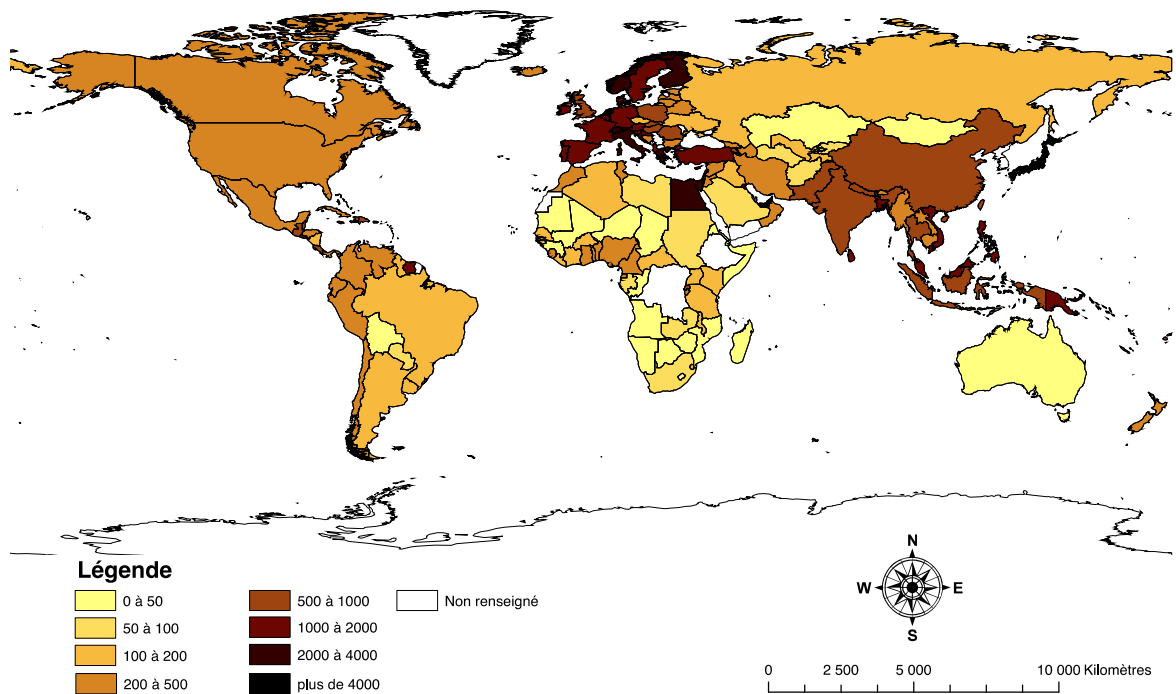 Légende
0 à 50
50 à 100
100 à 200
200 à 500
500 à 1000
1000 à 2000
2000 à 4000
plus de 4000
Non renseigné
N
W
E
S
0 2 500 5 000 10 000 Kilomètres